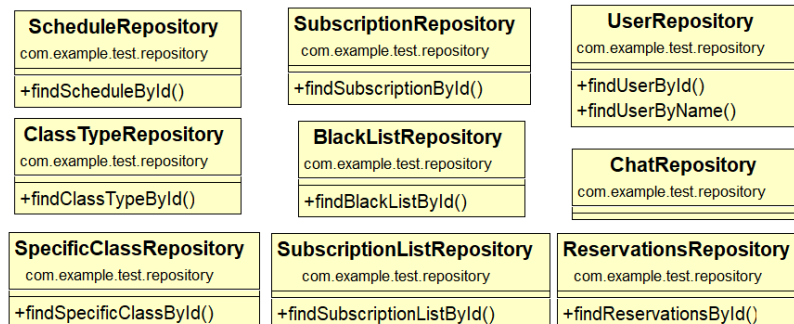 ScheduleRepository
com.example.test.repository
+findScheduleById()
SubscriptionRepository
com.example.test.repository
+findSubscriptionById()
UserRepository
com.example.test.repository
+findUserById()
+findUserByName()
ClassTypeRepository
com.example.test.repository
+findClassTypeById()
BlackListRepository
com.example.test.repository
+findBlackListById()
ChatRepository
com.example.test.repository
SpecificClassRepository
com.example.test.repository
+findSpecificClassById()
SubscriptionListRepository
com.example.test.repository
+findSubscriptionListById()
ReservationsRepository
com.example.test.repository
+findReservationsById()